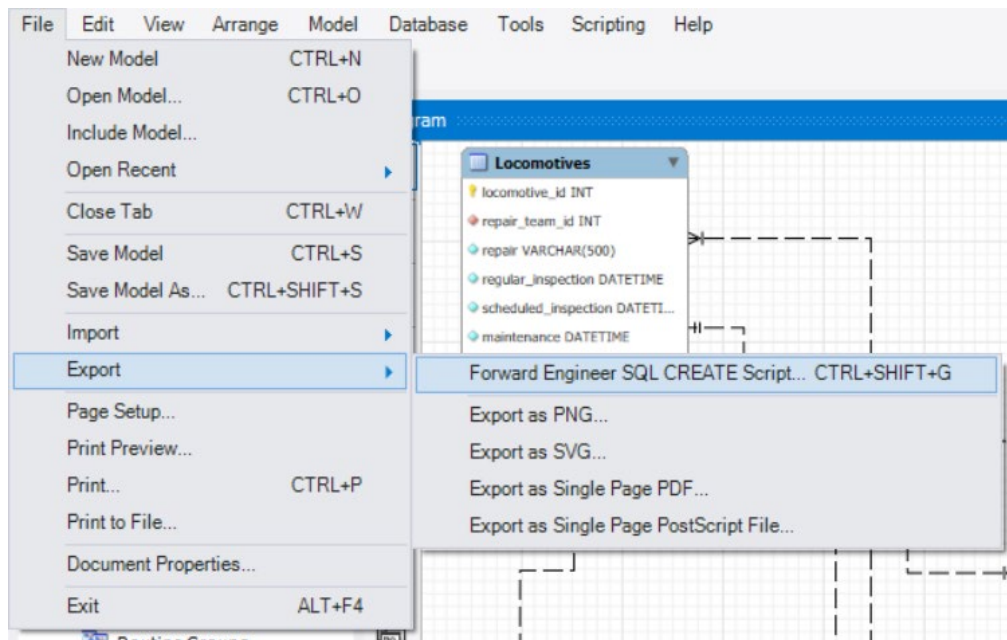 File Edit View Arrange Model Database Tools Scripting Help
New Model CTRL+N
Open Model... CTRL+O
Include Model...
Open Recent
Close Tab CTRL+W
Save Model CTRL+S
Save Model As... CTRL+SHIFT+S
Import
Export
Page Setup...
Print Preview...
Print... CTRL+P
Print to File...
Document Properties...
Exit ALT+F4
Forward Engineer SQL CREATE Script... CTRL+SHIFT+G
Export as PNG...
Export as SVG...
Export as Single Page PDF...
Export as Single Page PostScript File...
gram
Locomotives
locomotive_id INT
repair_team_id INT
repair VARCHAR(500)
regular_inspection DATETIME
scheduled_inspection DATETI...
maintenance DATETIME